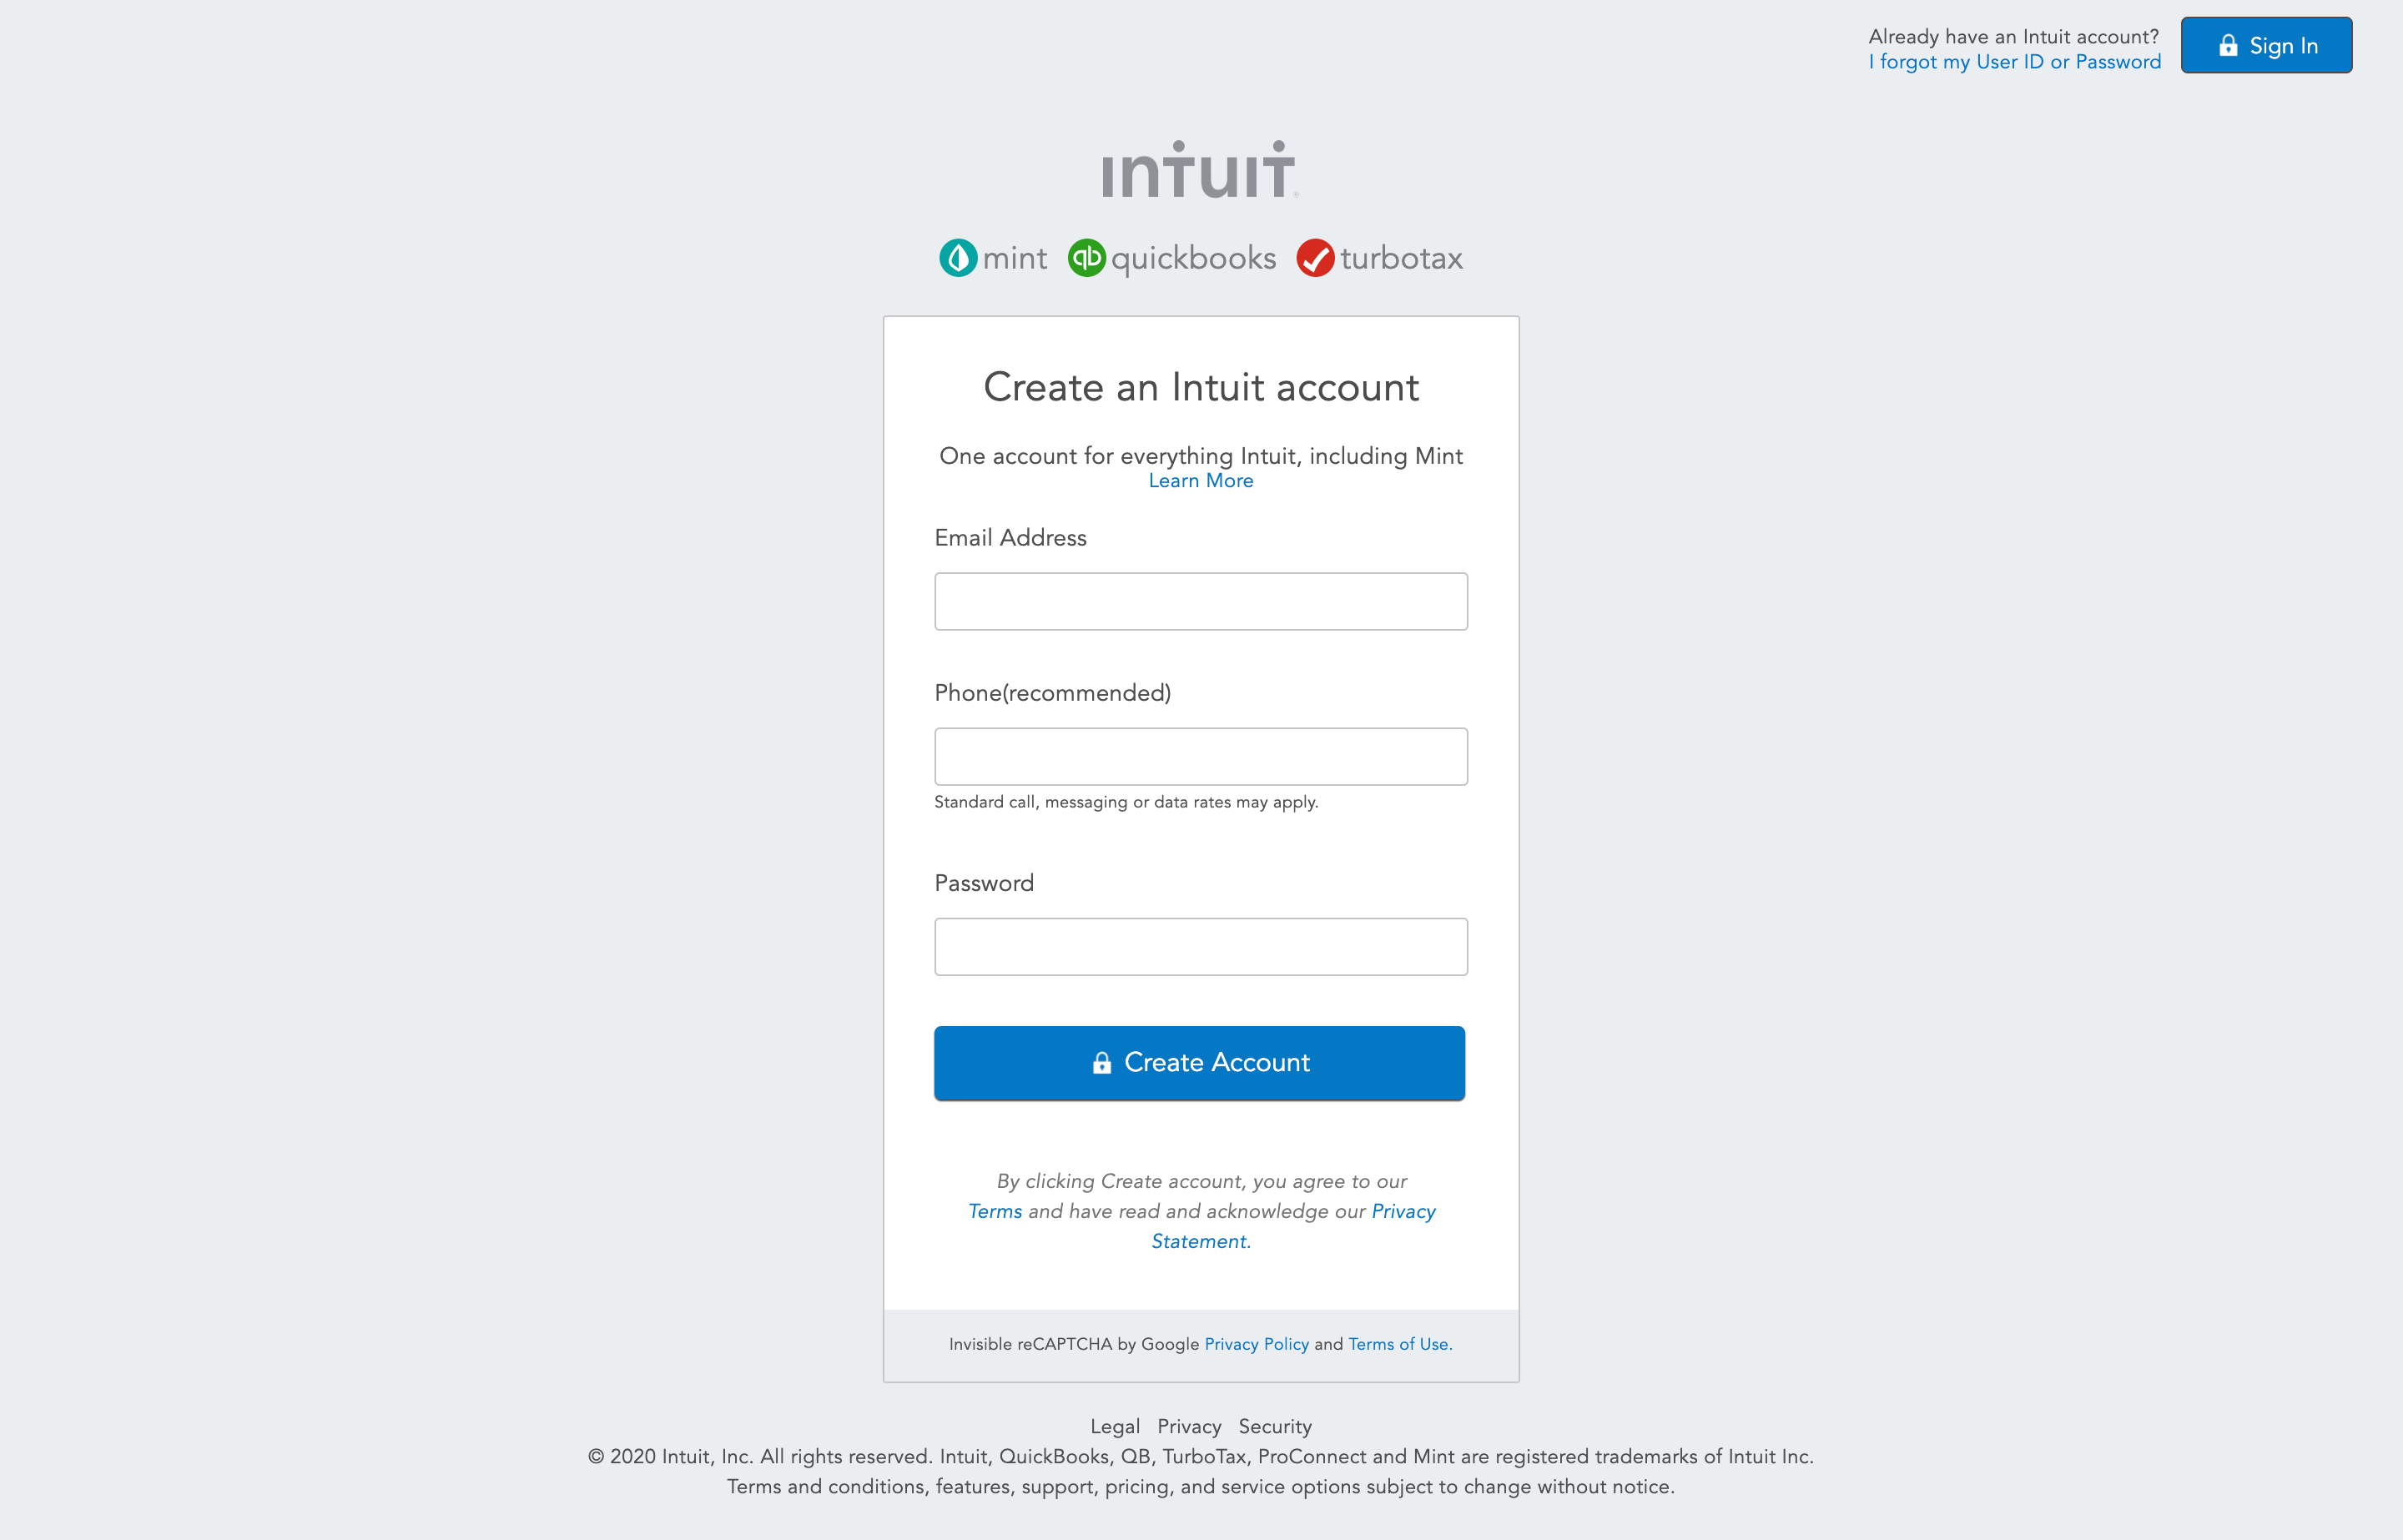 Already have an Intuit account?
I forgot my User ID or Password
Sign In
intuit
mint quickbooks turbotax
Create an Intuit account
One account for everything Intuit, including Mint
Learn More
Email Address
Phone(recommended)
Standard call, messaging or data rates may apply.
Password
Create Account
By clicking Create account, you agree to our
Terms and have read and acknowledge our Privacy
Statement.
Invisible reCAPTCHA by Google Privacy Policy and Terms of Use.
Legal Privacy Security
© 2020 Intuit, Inc. All rights reserved. Intuit, QuickBooks, QB, TurboTax, ProConnect and Mint are registered trademarks of Intuit Inc.
Terms and conditions, features, support, pricing, and service options subject to change without notice.